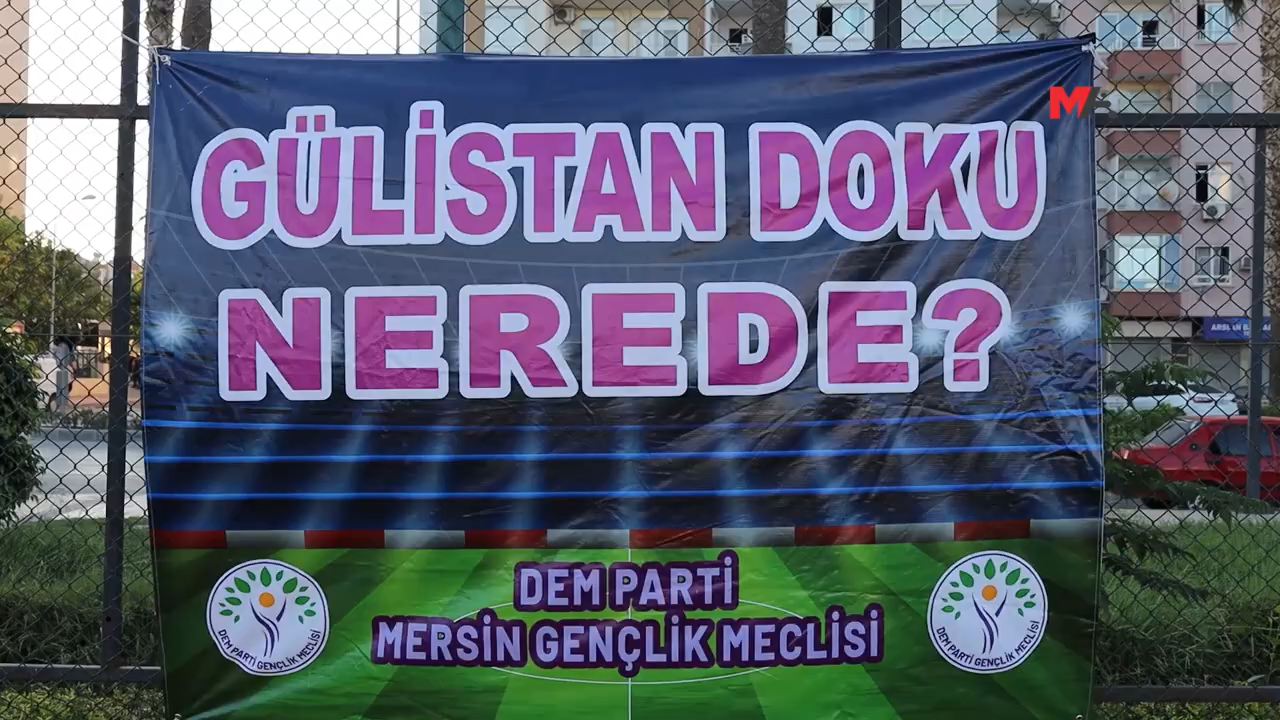 GÜLİSTAN DOKU
NEREDE?
DEM PARTİ
MERSİN GENÇLİK MECLİSİ
DEM PARTİ GENÇLİK MECLİSİ
DEM PARTİ GENÇLİK MECLİSİ